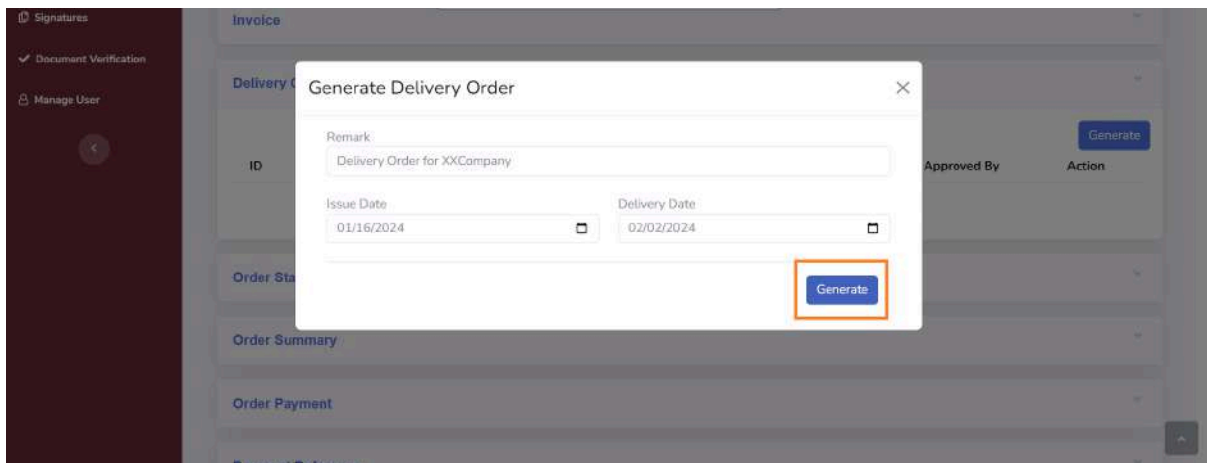 Signatures
Invoice
Document Verification
Delivery
Generate Delivery Order
Manage User
Remark
Generate
Delivery Order for XXCompany
ID
Approved By
Action
Issue Date
Delivery Date
01/16/2024
02/02/2024
Order Sta
Generate
Order Summary
Order Payment